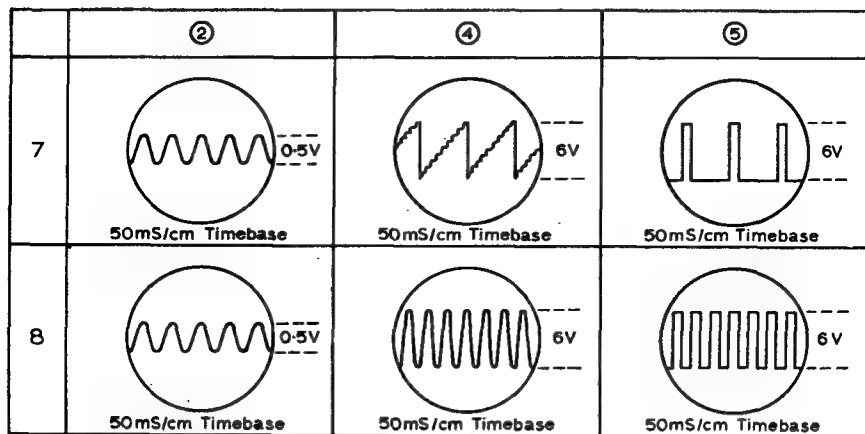 ② ④ ⑤
7 0·5V 6V 6V
50mS/cm Timebase 50mS/cm Timebase 50mS/cm Timebase
8 0·5V 6V 6V
50mS/cm Timebase 50mS/cm Timebase 50mS/cm Timebase